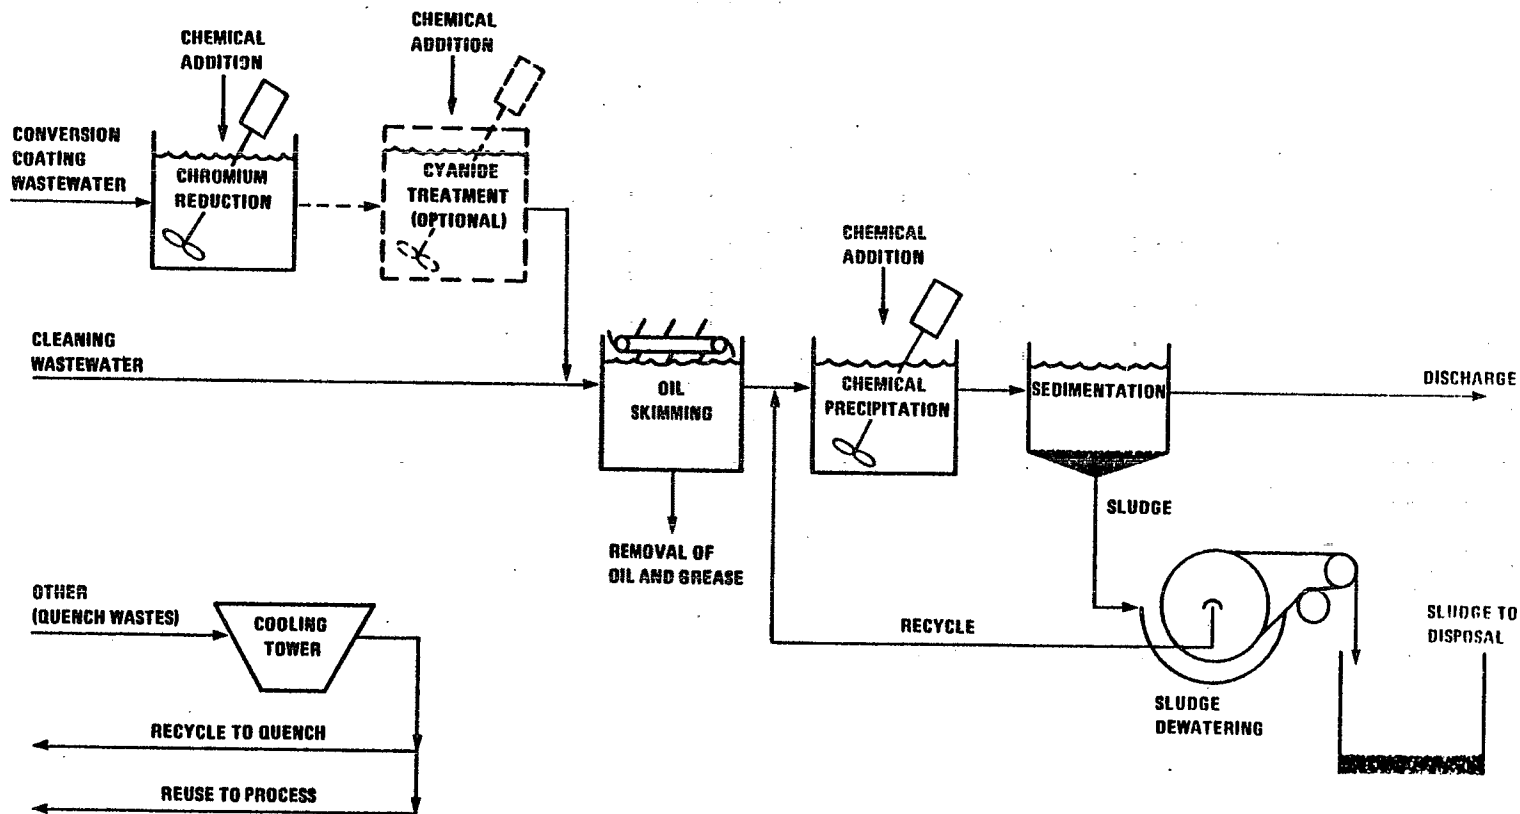 CHEMICAL
ADDITION
CHEMICAL
ADDITION
CONVERSION
COATING
WASTEWATER
CHROMIUM
REDUCTION
CYANIDE
TREATMENT
(OPTIONAL)
CHEMICAL
ADDITION
CLEANING
WASTEWATER
OIL
SKIMMING
CHEMICAL
PRECIPITATION
SEDIMENTATION
DISCHARGE
SLUDGE
REMOVAL OF
OIL AND GREASE
OTHER
(QUENCH WASTES)
COOLING
TOWER
RECYCLE
SLUDGE TO
DISPOSAL
SLUDGE
DEWATERING
RECYCLE TO QUENCH
REUSE TO PROCESS